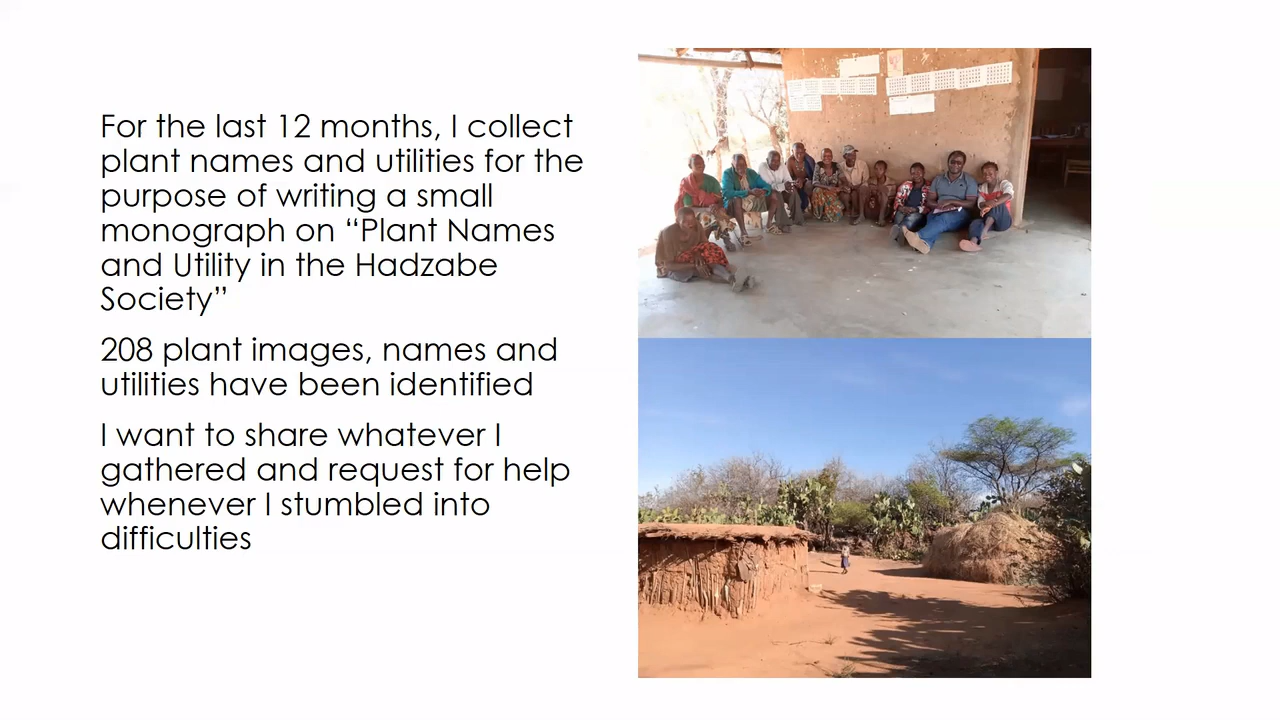 For the last 12 months, I collect
plant names and utilities for the
purpose of writing a small
monograph on “Plant Names
and Utility in the Hadzabe
Society”
208 plant images, names and
utilities have been identified
I want to share whatever I
gathered and request for help
whenever I stumbled into
difficulties